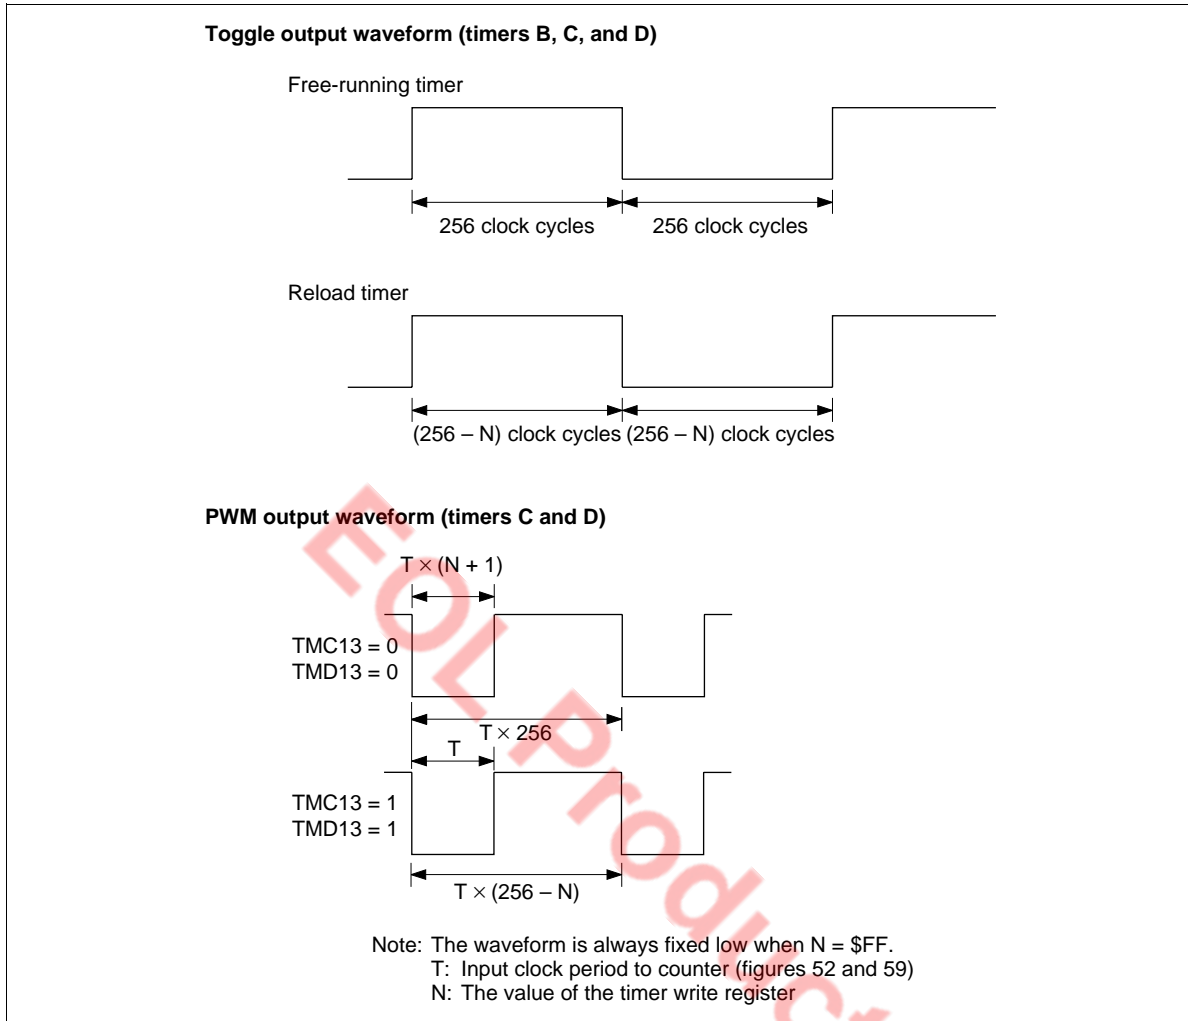 Toggle output waveform (timers B, C, and D)
Free-running timer
256 clock cycles 256 clock cycles
Reload timer
(256 – N) clock cycles (256 – N) clock cycles
PWM output waveform (timers C and D)
T × (N + 1)
TMC13 = 0
TMD13 = 0
T × 256
T
TMC13 = 1
TMD13 = 1
T × (256 – N)
Note: The waveform is always fixed low when N = $FF.
T: Input clock period to counter (figures 52 and 59)
N: The value of the timer write register
EOL Product